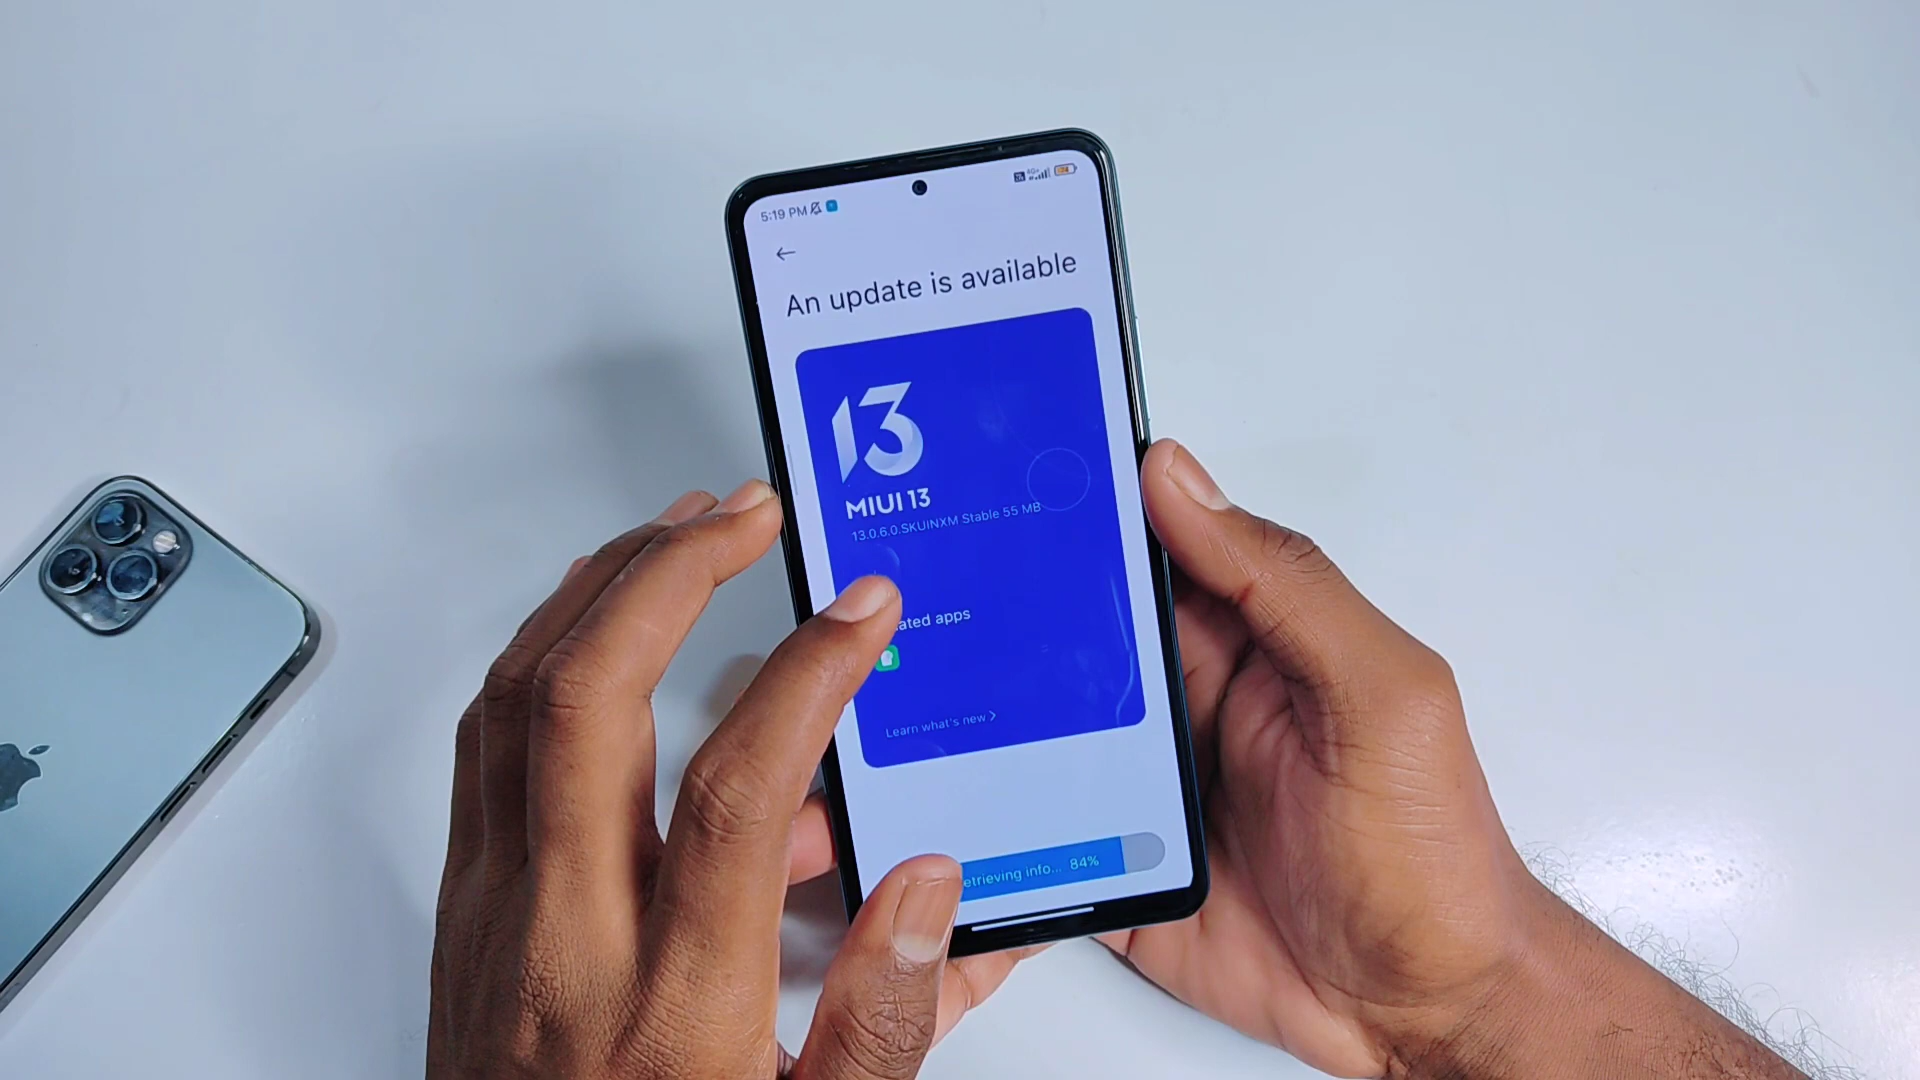 5:19 PM
An update is available
13
MIUI 13
13.0.6.0.SKUINXM Stable 55 MB
ated apps
Learn what's new >
etrieving info... 84%